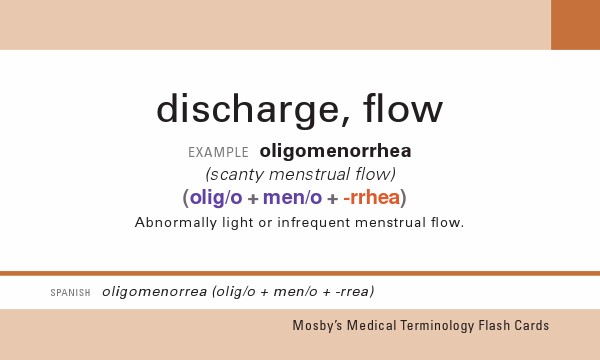 discharge, flow
EXAMPLE oligomenorrhea
(scanty menstrual flow)
(olig/o + men/o + -rrhea)
Abnormally light or infrequent menstrual flow.
SPANISH oligomenorrea (olig/o + men/o + -rrea)
Mosby's Medical Terminology Flash Cards